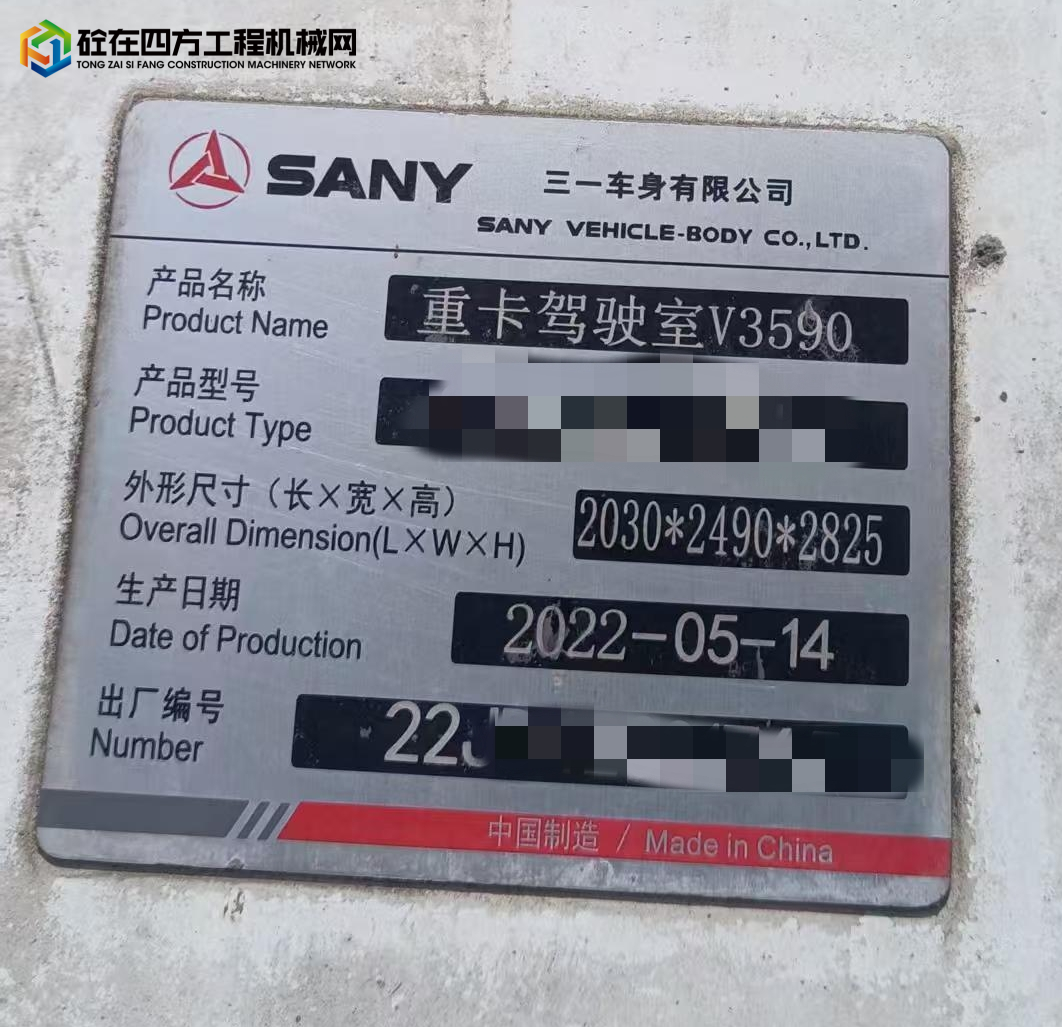 砼在四方工程机械网
TONG ZAI SI FANG CONSTRUCTION MACHINERY NETWORK
SANY 三一车身有限公司
SANY VEHICLE-BODY CO.,LTD.
产品名称
Product Name
重卡驾驶室V3590
产品型号
Product Type
外形尺寸（长×宽×高）
Overall Dimension(L×W×H)
2030*2490*2825
生产日期
Date of Production
2022-05-14
出厂编号
Number
22
中国制造 / Made in China